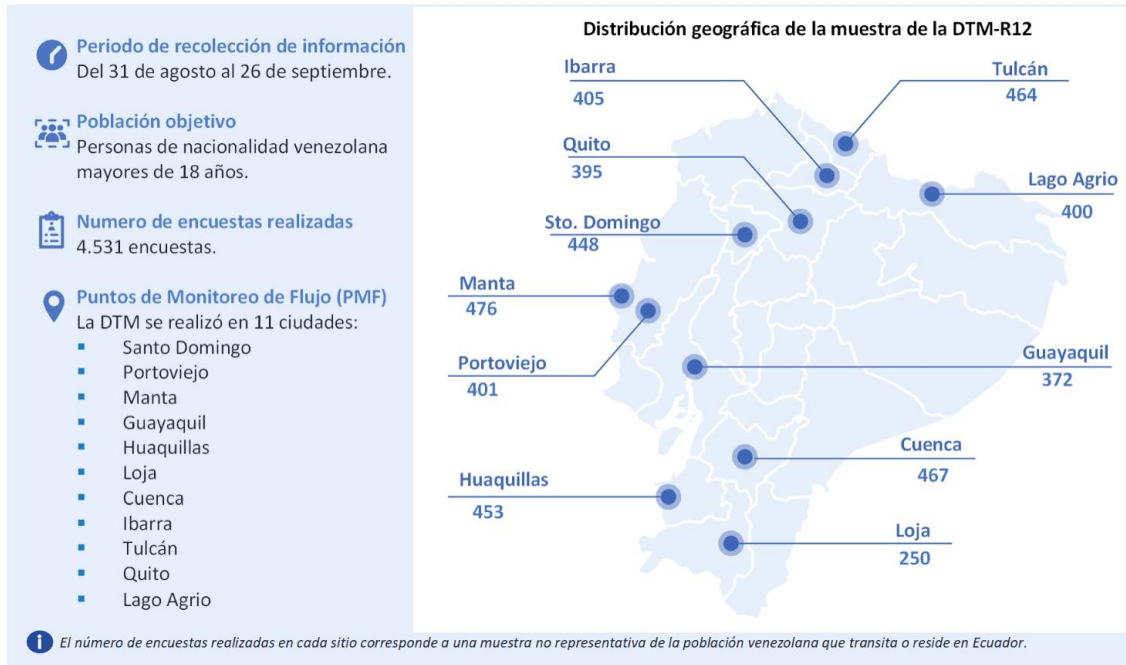 Periodo de recolección de información
Del 31 de agosto al 26 de septiembre.
Población objetivo
Personas de nacionalidad venezolana
mayores de 18 años.
Numero de encuestas realizadas
4.531 encuestas.
Puntos de Monitoreo de Flujo (PMF)
La DTM se realizó en 11 ciudades:
▪ Santo Domingo
▪ Portoviejo
▪ Manta
▪ Guayaquil
▪ Huaquillas
▪ Loja
▪ Cuenca
▪ Ibarra
▪ Tulcán
▪ Quito
▪ Lago Agrio
Distribución geográfica de la muestra de la DTM-R12
Ibarra
405
Tulcán
464
Quito
395
Lago Agrio
400
Sto. Domingo
448
Manta
476
Portoviejo
401
Guayaquil
372
Cuenca
467
Huaquillas
453
Loja
250
i El número de encuestas realizadas en cada sitio corresponde a una muestra no representativa de la población venezolana que transita o reside en Ecuador.